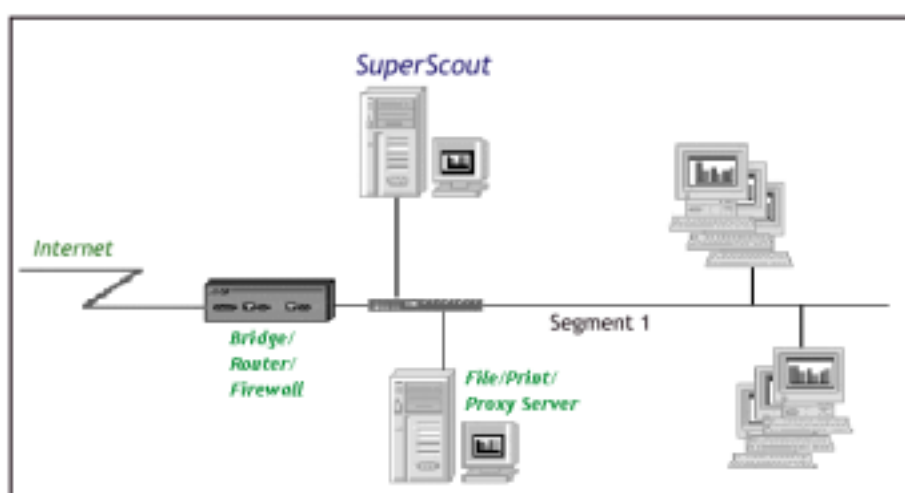 SuperScout
Internet
Bridge/
Router/
Firewall
Segment 1
File/Print/
Proxy Server